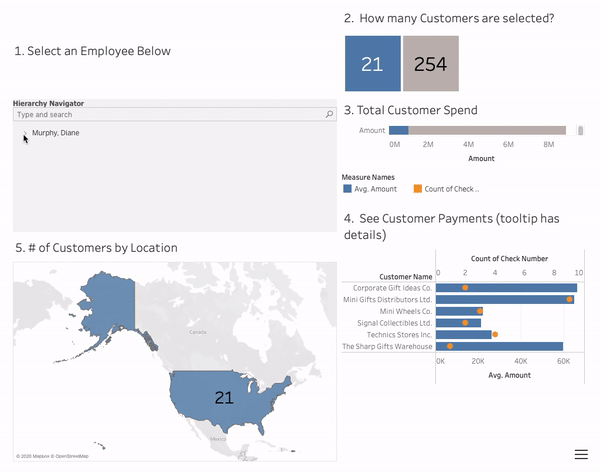 1. Select an Employee Below
Hierarchy Navigator
Type and search
Murphy, Diane
2. How many Customers are selected?
21 254
3. Total Customer Spend
Amount
0M 2M 4M 6M 8M
Amount
Measure Names
Avg. Amount Count of Check ..
4. See Customer Payments (tooltip has
details)
Count of Check Number
Customer Name 0 2 4 6 8 10
Corporate Gift Ideas Co.
Mini Gifts Distributors Ltd.
Mini Wheels Co.
Signal Collectibles Ltd.
Technics Stores Inc.
The Sharp Gifts Warehouse
0K 20K 40K 60K
Avg. Amount
5. # of Customers by Location
Canada
21
Mexico
© 2020 Mapbox © OpenStreetMap